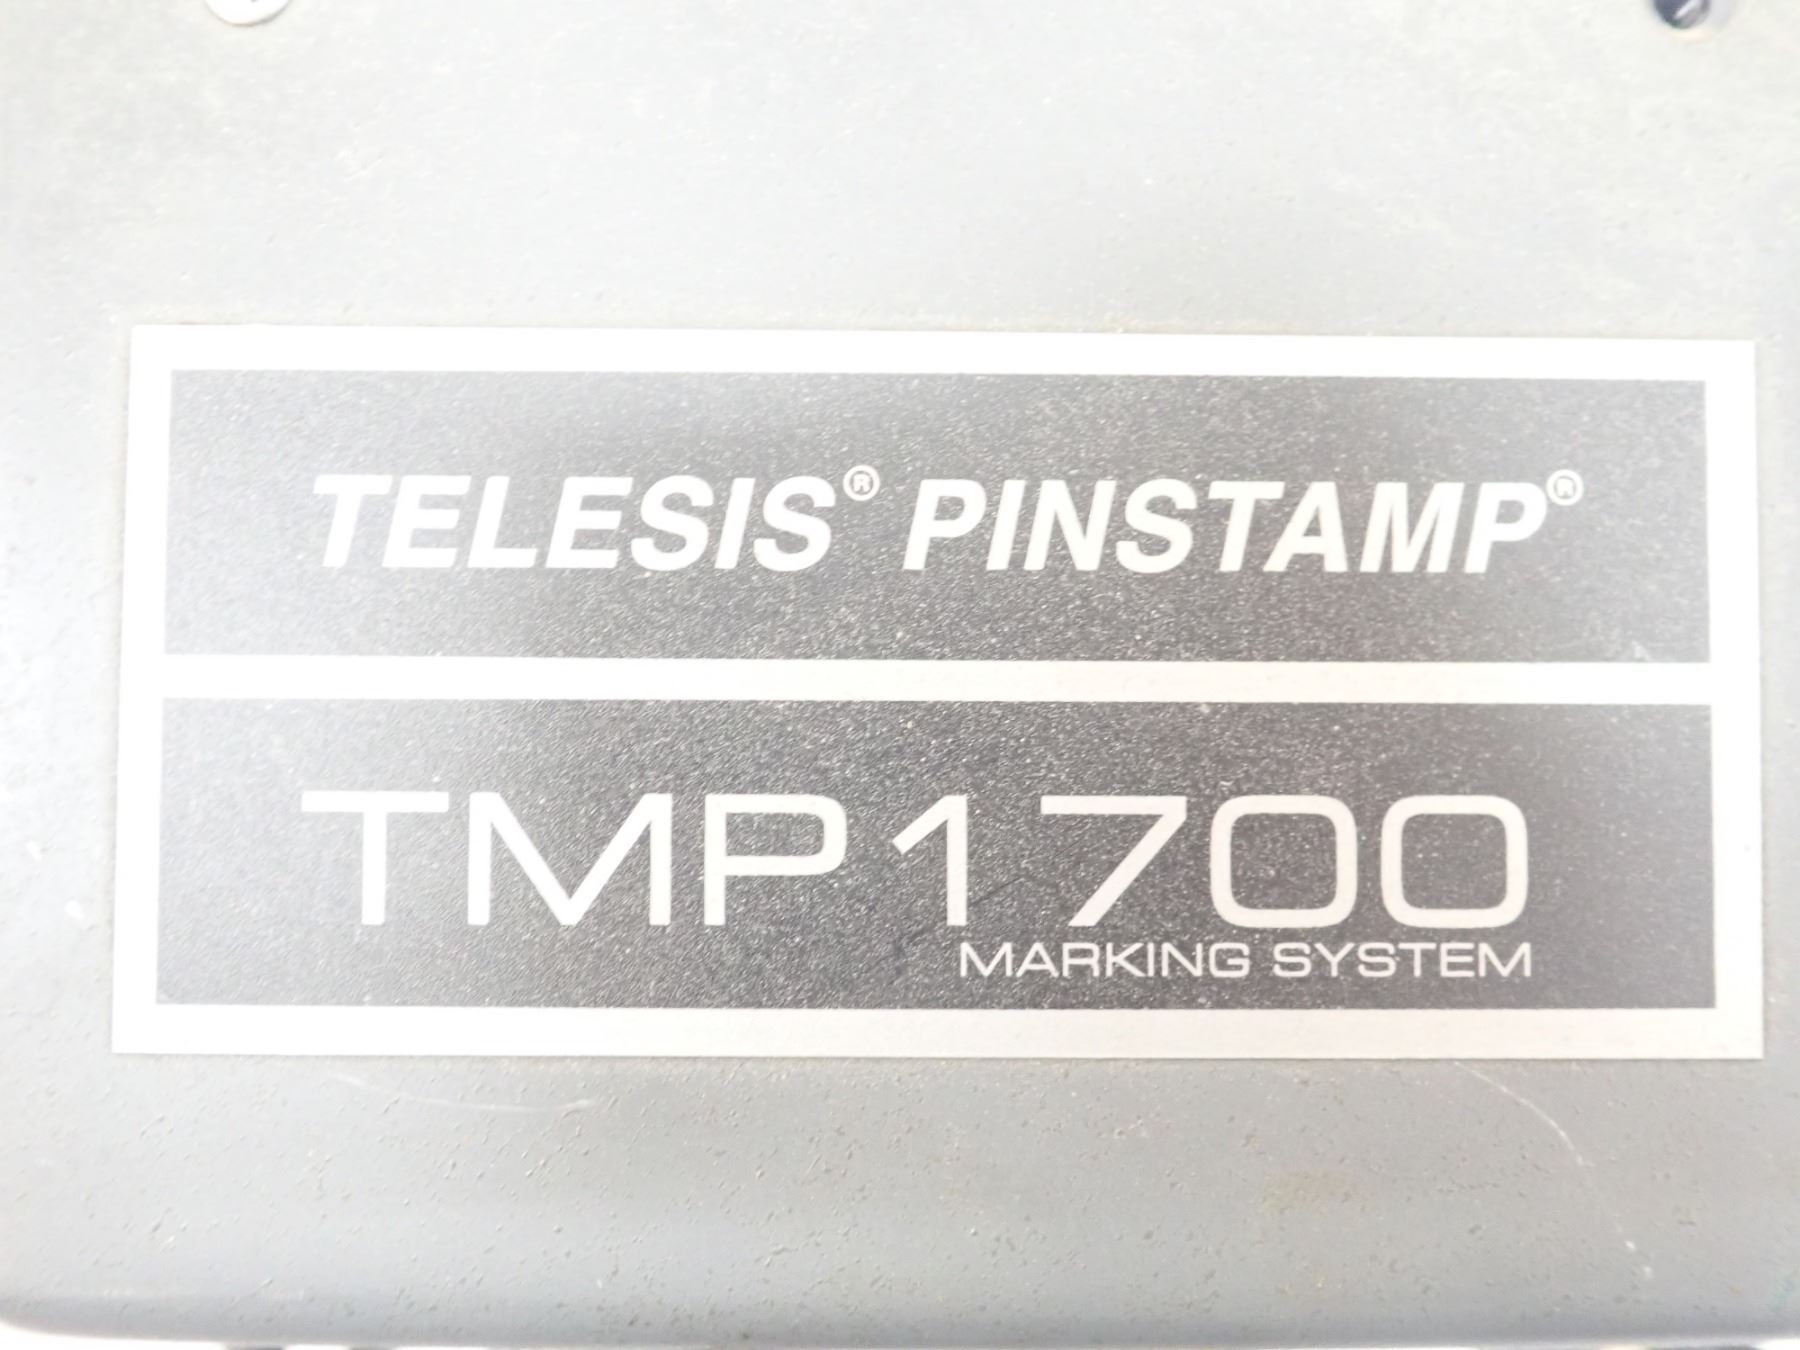 TELESIS® PINSTAMP®
TMP1700
MARKING SYSTEM